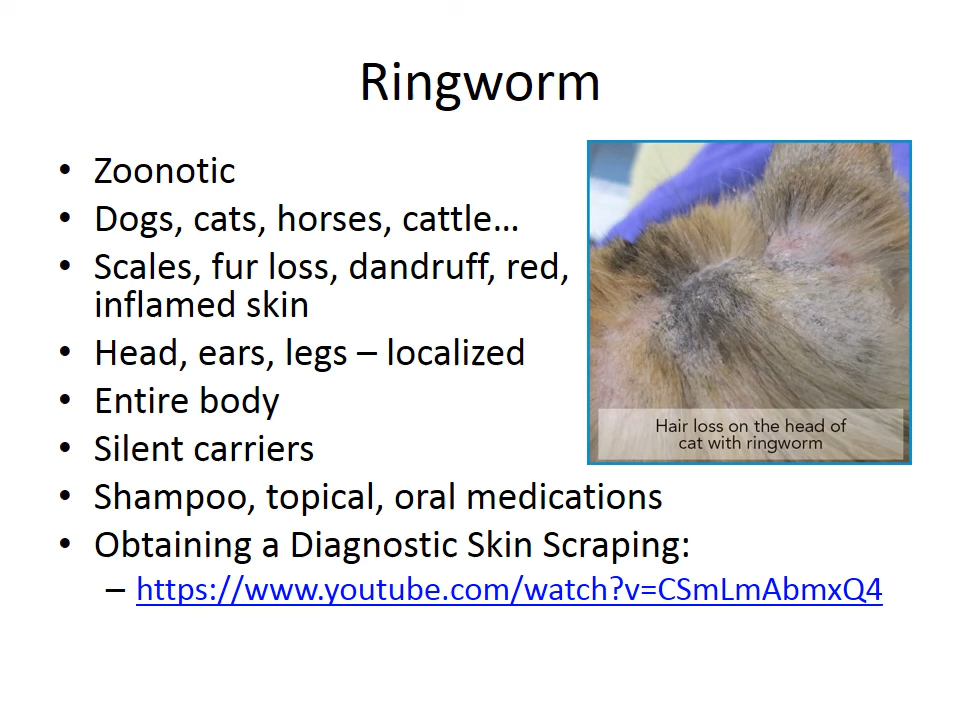 Ringworm
• Zoonotic
• Dogs, cats, horses, cattle…
• Scales, fur loss, dandruff, red,
inflamed skin
• Head, ears, legs – localized
• Entire body
• Silent carriers
• Shampoo, topical, oral medications
• Obtaining a Diagnostic Skin Scraping:
– https://www.youtube.com/watch?v=CSmLmAbmxQ4
Hair loss on the head of
cat with ringworm